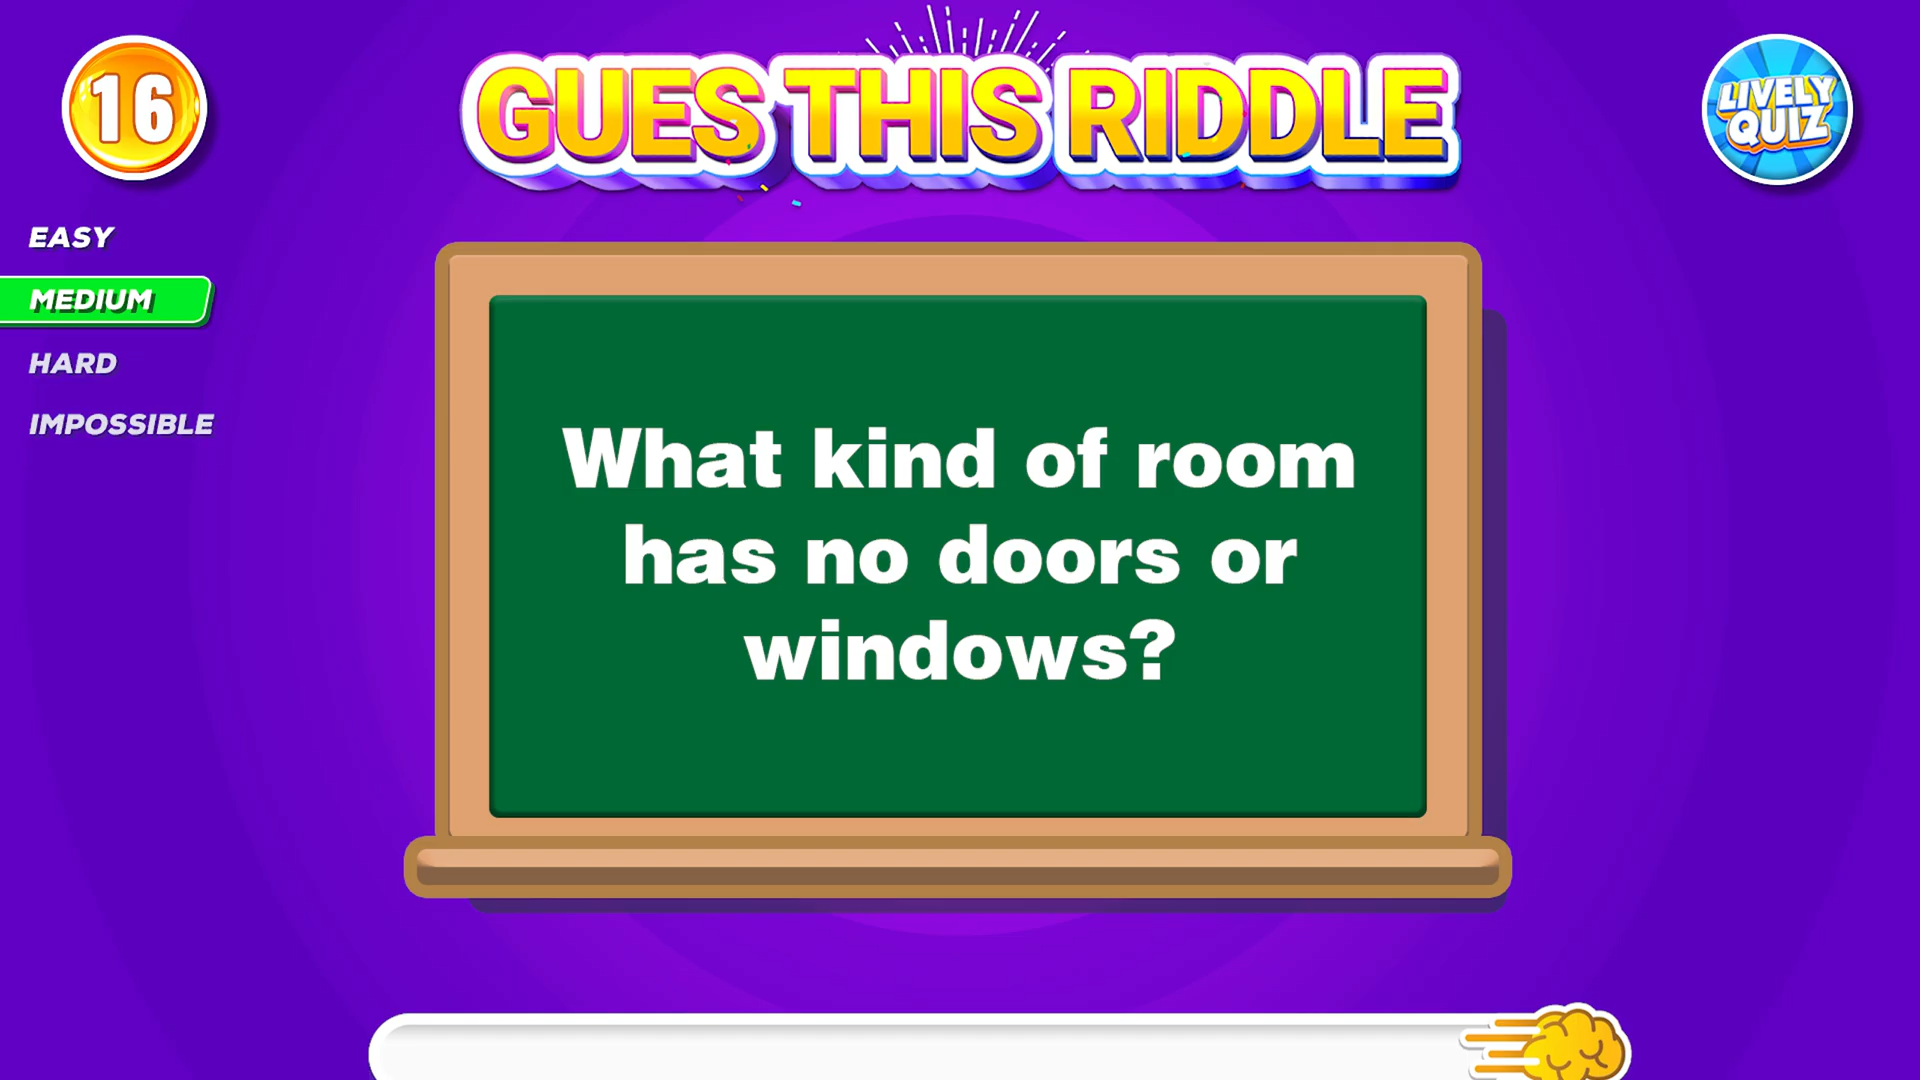 16
GUES THIS RIDDLE
LIVELY
QUIZ
EASY
MEDIUM
HARD
IMPOSSIBLE
What kind of room
has no doors or
windows?